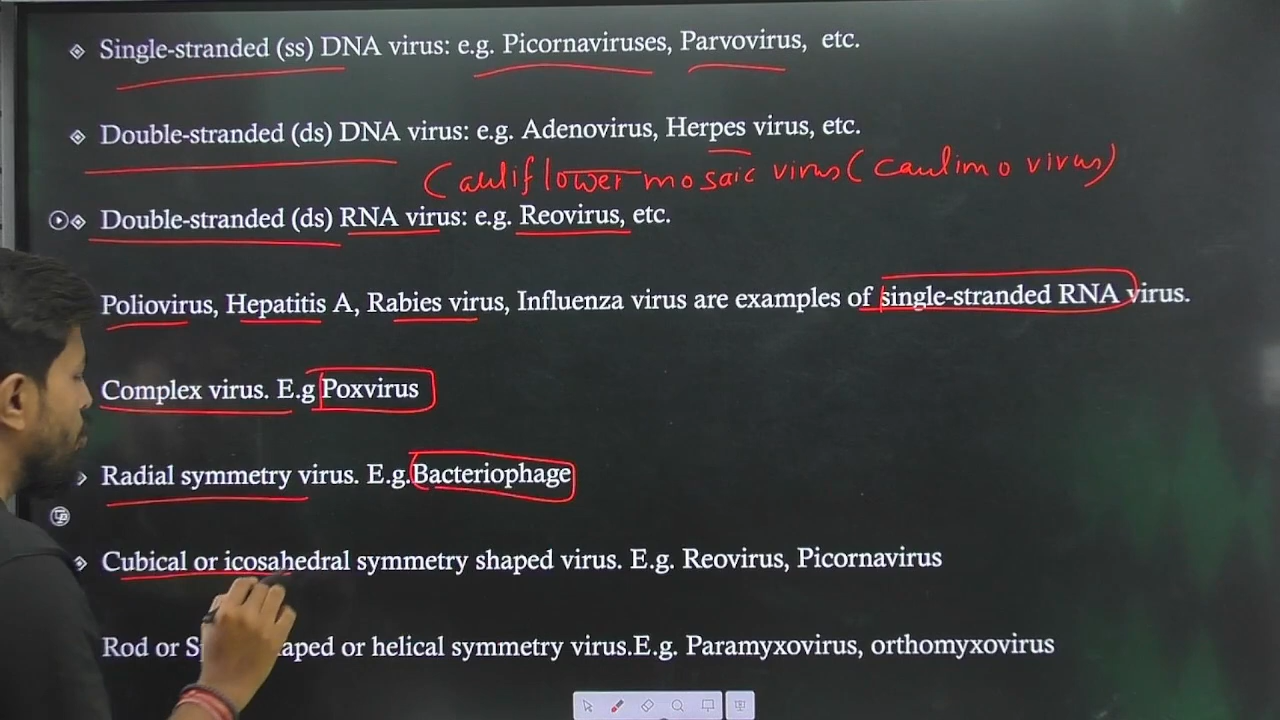 Single-stranded (ss) DNA virus: e.g. Picornaviruses, Parvovirus, etc.
Double-stranded (ds) DNA virus: e.g. Adenovirus, Herpes virus, etc.
Cauliflower mosaic virus (caulimo virus)
Double-stranded (ds) RNA virus: e.g. Reovirus, etc.
Poliovirus, Hepatitis A, Rabies virus, Influenza virus are examples of single-stranded RNA virus.
Complex virus. E.g Poxvirus
Radial symmetry virus. E.g.Bacteriophage
Cubical or icosahedral symmetry shaped virus. E.g. Reovirus, Picornavirus
Rod or aped or helical symmetry virus.E.g. Paramyxovirus, orthomyxovirus